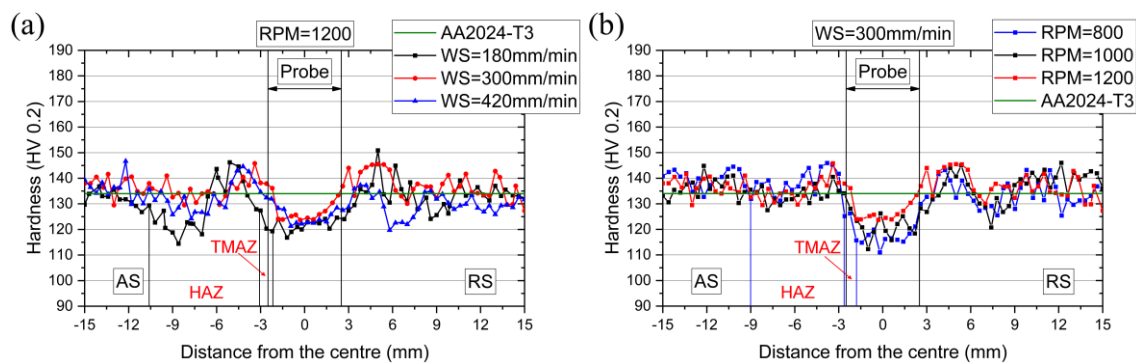 (a)
RPM=1200
AA2024-T3
WS=180mm/min
WS=300mm/min
WS=420mm/min
Probe
190
180
170
160
150
140
130
120
110
100
90
Hardness (HV 0.2)
TMAZ
AS
HAZ
RS
-15 -12 -9 -6 -3 0 3 6 9 12 15
Distance from the centre (mm)
(b)
WS=300mm/min
RPM=800
RPM=1000
RPM=1200
AA2024-T3
Probe
190
180
170
160
150
140
130
120
110
100
90
Hardness (HV 0.2)
TMAZ
AS
HAZ
RS
-15 -12 -9 -6 -3 0 3 6 9 12 15
Distance from the centre (mm)